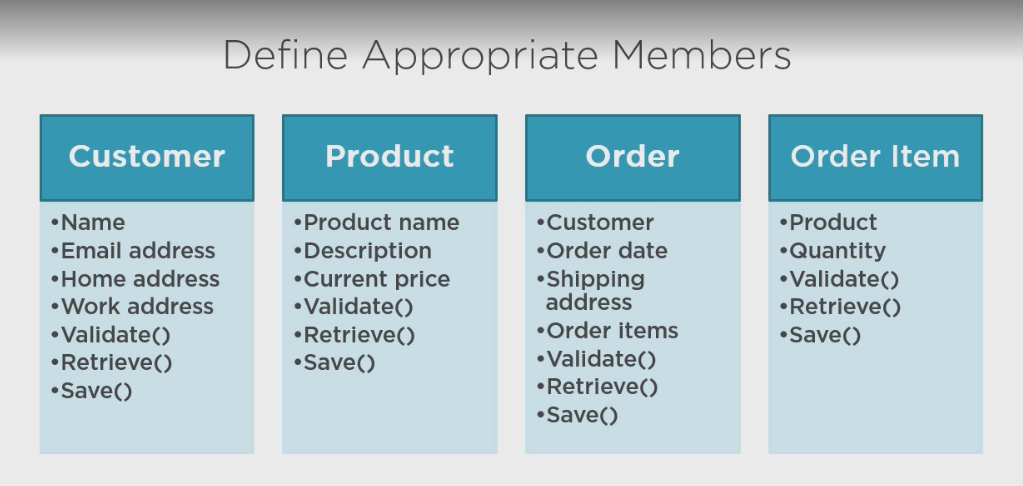 Define Appropriate Members
Customer
•Name
•Email address
•Home address
•Work address
•Validate()
•Retrieve()
•Save()
Product
•Product name
•Description
•Current price
•Validate()
•Retrieve()
•Save()
Order
•Customer
•Order date
•Shipping
address
•Order items
•Validate()
•Retrieve()
•Save()
Order Item
•Product
•Quantity
•Validate()
•Retrieve()
•Save()